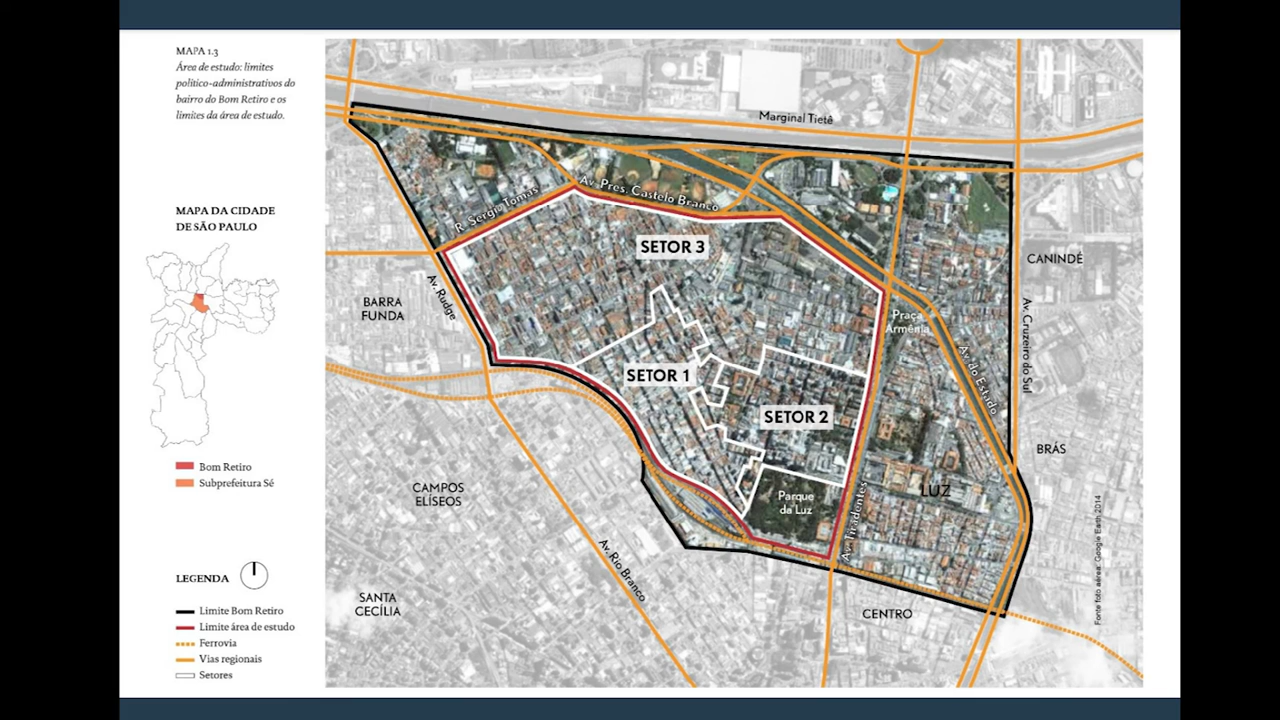 MAPA 1.3
Área de estudo: limites
político-administrativos do
bairro do Bom Retiro e os
limites da área de estudo.
MAPA DA CIDADE
DE SÃO PAULO
Bom Retiro
Subprefeitura Sé
LEGENDA
Limite Bom Retiro
Limite área de estudo
Ferrovia
Vias regionais
Setores
Marginal Tietê
Av. Pres. Castelo Branco
R. Sergio Tomás
SETOR 3
CANINDÉ
Av. Rudge
BARRA
FUNDA
Praça
Armênia
Av. Cruzeiro do Sul
Av. do Estado
SETOR 1
SETOR 2
BRÁS
CAMPOS
ELÍSEOS
Parque
da Luz
LUZ
Av. Tiradentes
Av. Rio Branco
SANTA
CECÍLIA
CENTRO
Fonte foto aérea: Google Earth 2014